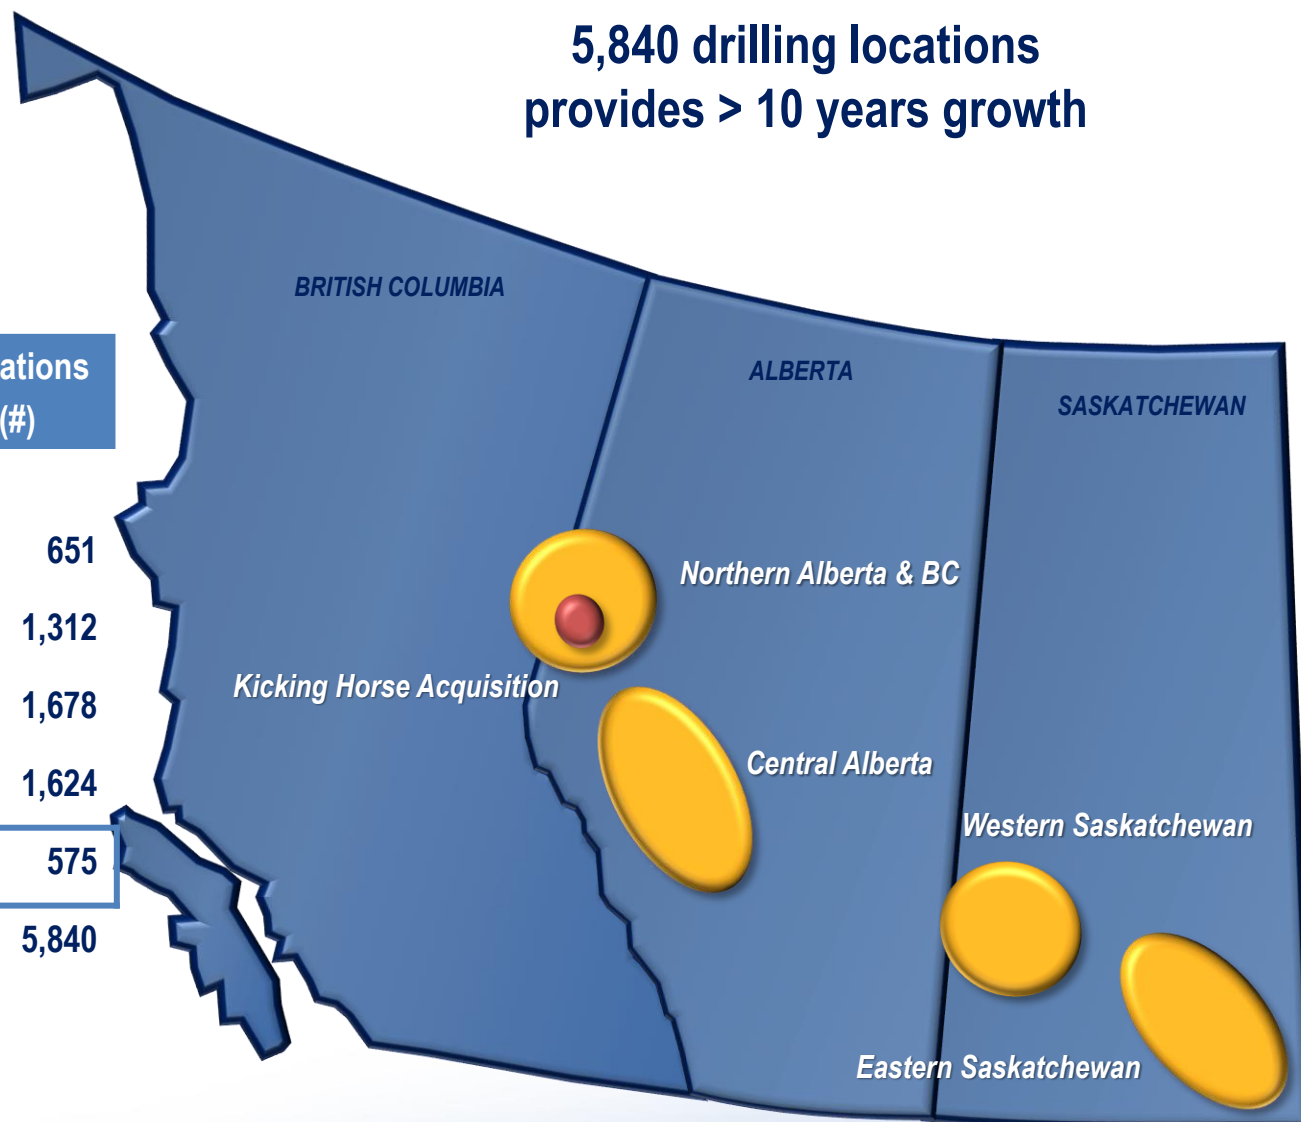 5,840 drilling locations
provides > 10 years growth
BRITISH COLUMBIA
ALBERTA
SASKATCHEWAN
ations
(#)
651
1,312
1,678
1,624
575
5,840
Northern Alberta & BC
Kicking Horse Acquisition
Central Alberta
Western Saskatchewan
Eastern Saskatchewan